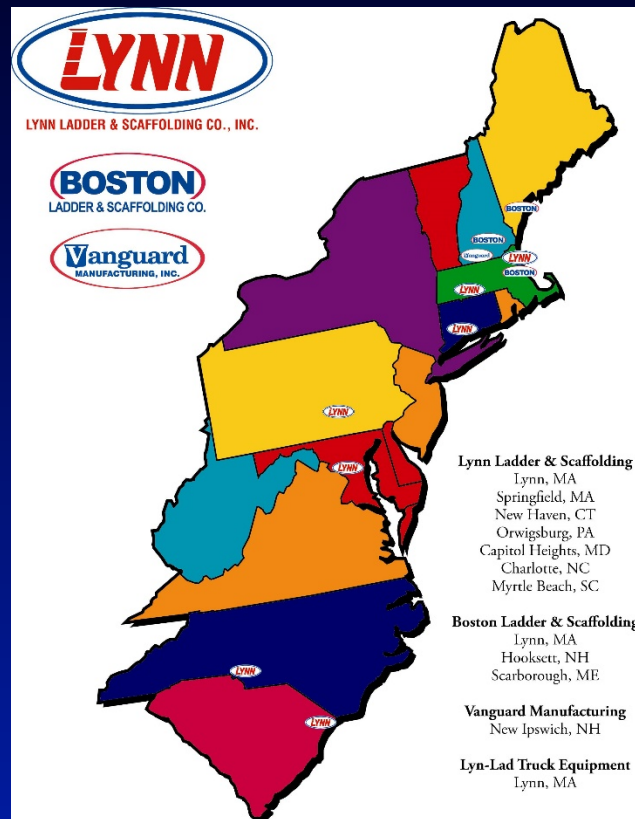 LYNN
LYNN LADDER & SCAFFOLDING CO., INC.
BOSTON
LADDER & SCAFFOLDING CO.
Vanguard
MANUFACTURING, INC.
BOSTON
BOSTON
Vanguard
LYNN
BOSTON
LYNN
LYNN
LYNN
LYNN
LYNN
LYNN
Lynn Ladder & Scaffolding
Lynn, MA
Springfield, MA
New Haven, CT
Orwigsburg, PA
Capitol Heights, MD
Charlotte, NC
Myrtle Beach, SC
Boston Ladder & Scaffolding
Lynn, MA
Hooksett, NH
Scarborough, ME
Vanguard Manufacturing
New Ipswich, NH
Lyn-Lad Truck Equipment
Lynn, MA